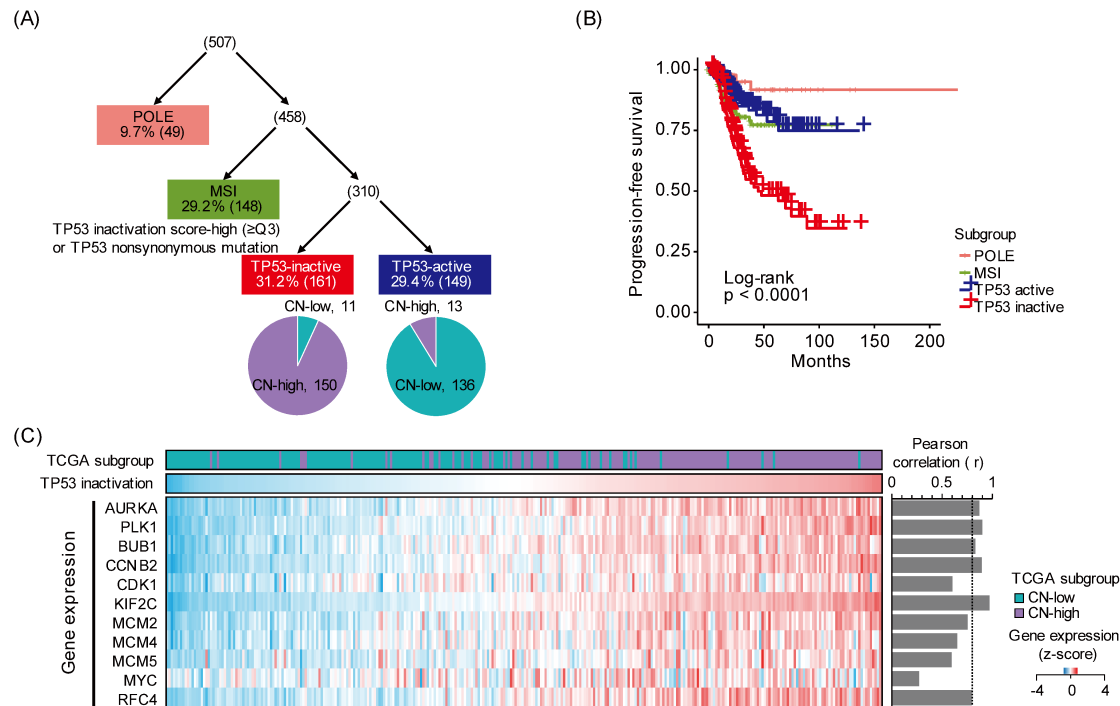 (A)
(507)
POLE
9.7% (49)
(458)
MSI
29.2% (148)
(310)
TP53 inactivation score-high (≥Q3)
or TP53 nonsynonymous mutation
TP53-inactive
31.2% (161)
TP53-active
29.4% (149)
CN-low, 11
CN-high, 13
CN-high, 150
CN-low, 136
(B)
Progression-free survival
1.00
0.75
0.50
0.25
0.00
Log-rank
p < 0.0001
0 50 100 150 200
Months
Subgroup
POLE
MSI
TP53 active
TP53 inactive
(C)
TCGA subgroup
TP53 inactivation
Gene expression
AURKA
PLK1
BUB1
CCNB2
CDK1
KIF2C
MCM2
MCM4
MCM5
MYC
RFC4
Pearson
correlation ( r)
0 0.5 1
TCGA subgroup
CN-low
CN-high
Gene expression
(z-score)
-4 0 4